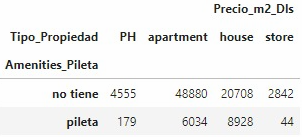 Precio_m2_Dls
Tipo_Propiedad PH apartment house store
Amenities_Pileta
no tiene 4555 48880 20708 2842
pileta 179 6034 8928 44